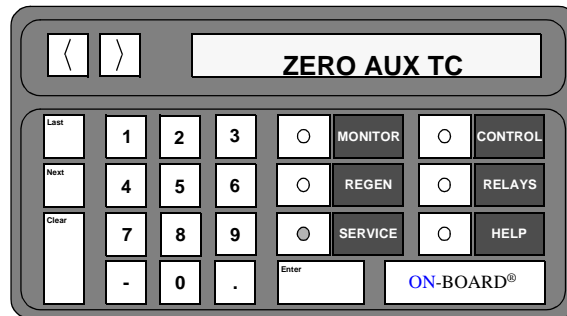 〈 〉 ZERO AUX TC
Last 1 2 3 MONITOR CONTROL
Next 4 5 6 REGEN RELAYS
Clear 7 8 9 SERVICE HELP
- 0 . Enter ON-BOARD®